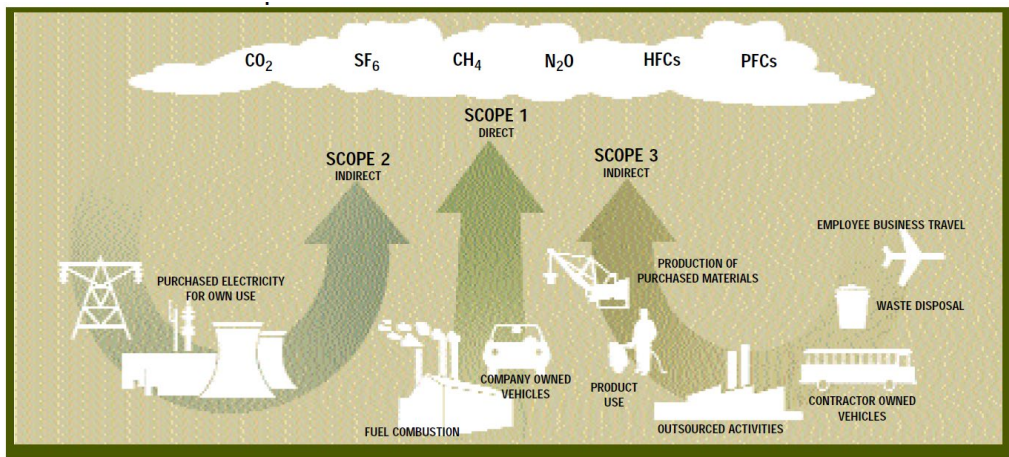 CO2 SF6 CH4 N2O HFCs PFCs
SCOPE 1
DIRECT
SCOPE 2
INDIRECT
SCOPE 3
INDIRECT
EMPLOYEE BUSINESS TRAVEL
PURCHASED ELECTRICITY
FOR OWN USE
PRODUCTION OF
PURCHASED MATERIALS
WASTE DISPOSAL
COMPANY OWNED
VEHICLES
PRODUCT
USE
CONTRACTOR OWNED
VEHICLES
FUEL COMBUSTION
OUTSOURCED ACTIVITIES